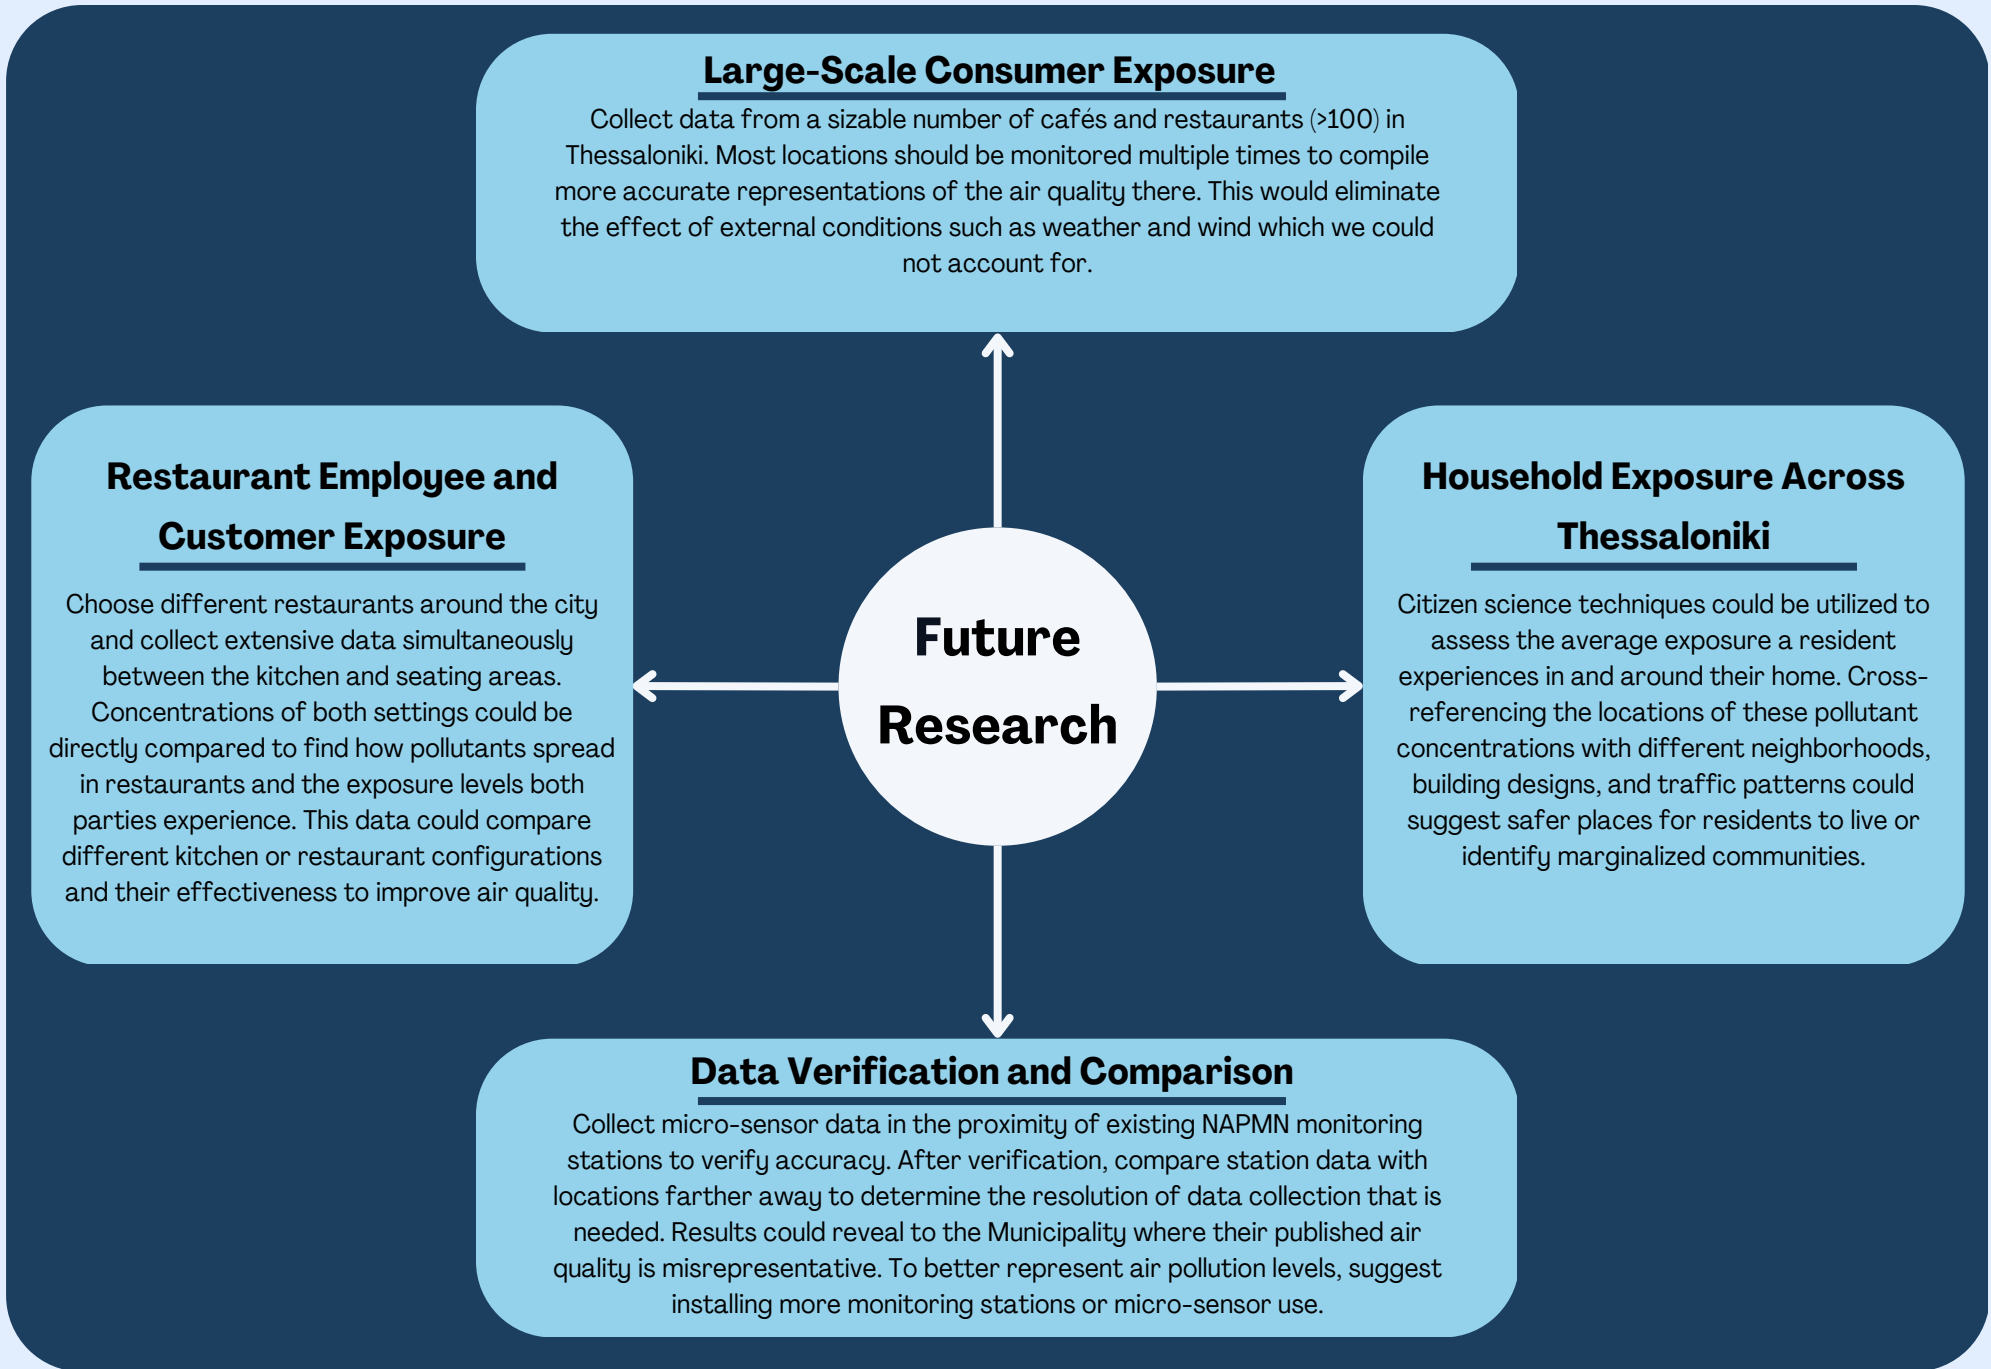 Large-Scale Consumer Exposure
Collect data from a sizable number of cafés and restaurants (>100) in
Thessaloniki. Most locations should be monitored multiple times to compile
more accurate representations of the air quality there. This would eliminate
the effect of external conditions such as weather and wind which we could
not account for.
Restaurant Employee and
Customer Exposure
Choose different restaurants around the city
and collect extensive data simultaneously
between the kitchen and seating areas.
Concentrations of both settings could be
directly compared to find how pollutants spread
in restaurants and the exposure levels both
parties experience. This data could compare
different kitchen or restaurant configurations
and their effectiveness to improve air quality.
Future
Research
Household Exposure Across
Thessaloniki
Citizen science techniques could be utilized to
assess the average exposure a resident
experiences in and around their home. Cross-
referencing the locations of these pollutant
concentrations with different neighborhoods,
building designs, and traffic patterns could
suggest safer places for residents to live or
identify marginalized communities.
Data Verification and Comparison
Collect micro-sensor data in the proximity of existing NAPMN monitoring
stations to verify accuracy. After verification, compare station data with
locations farther away to determine the resolution of data collection that is
needed. Results could reveal to the Municipality where their published air
quality is misrepresentative. To better represent air pollution levels, suggest
installing more monitoring stations or micro-sensor use.